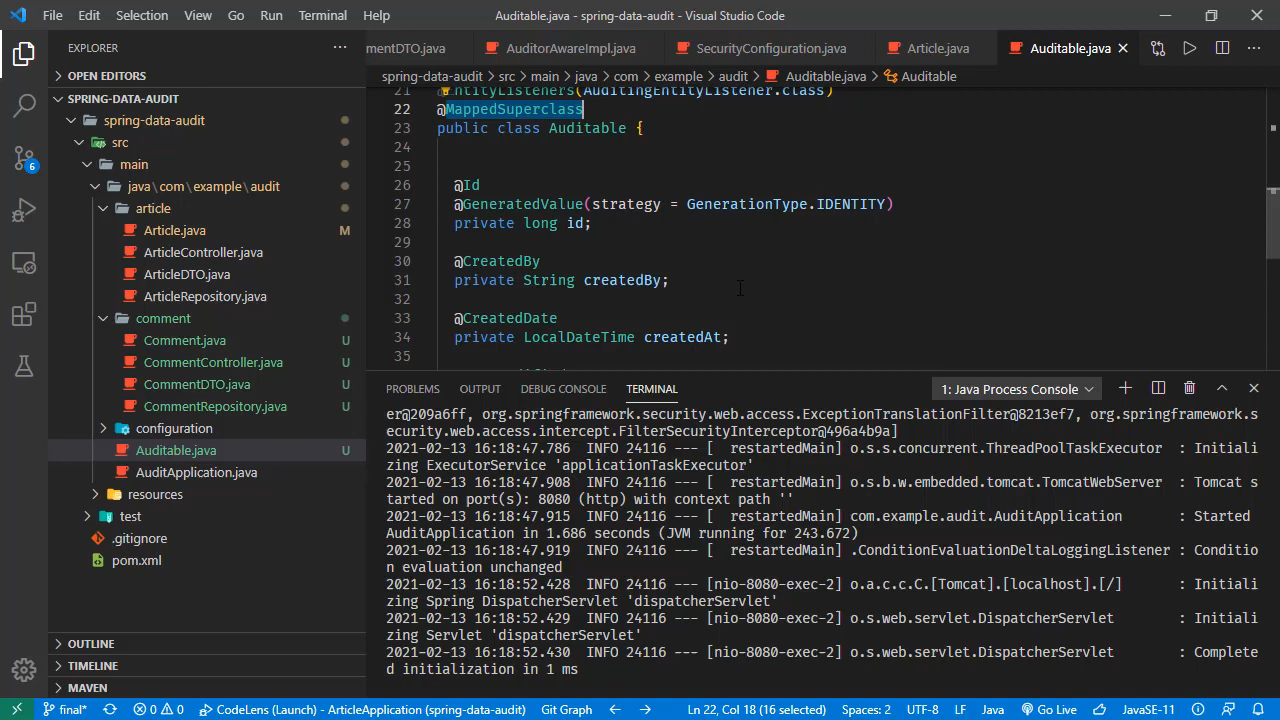 File Edit Selection View Go Run Terminal Help
Auditable.java - spring-data-audit - Visual Studio Code
EXPLORER
OPEN EDITORS
SPRING-DATA-AUDIT
spring-data-audit
src
main
java\com\example\audit
article
Article.java M
ArticleController.java
ArticleDTO.java
ArticleRepository.java
comment
Comment.java U
CommentController.java U
CommentDTO.java U
CommentRepository.java U
configuration
Auditable.java U
AuditApplication.java
resources
test
.gitignore
pom.xml
OUTLINE
TIMELINE
MAVEN
mentDTO.java AuditorAwareImpl.java SecurityConfiguration.java Article.java Auditable.java
spring-data-audit > src > main > java > com > example > audit > Auditable.java > Auditable
21 ntityListeners(AuditingEntityListener.class)
22 @MappedSuperclass
23 public class Auditable {
24
25
26 @Id
27 @GeneratedValue(strategy = GenerationType.IDENTITY)
28 private long id;
29
30 @CreatedBy
31 private String createdBy;
32
33 @CreatedDate
34 private LocalDateTime createdAt;
35
PROBLEMS OUTPUT DEBUG CONSOLE TERMINAL 1: Java Process Console
er@209a6ff, org.springframework.security.web.access.ExceptionTranslationFilter@8213ef7, org.springframework.s
ecurity.web.access.intercept.FilterSecurityInterceptor@496a4b9a]
2021-02-13 16:18:47.786 INFO 24116 --- [ restartedMain] o.s.s.concurrent.ThreadPoolTaskExecutor : Initiali
zing ExecutorService 'applicationTaskExecutor'
2021-02-13 16:18:47.908 INFO 24116 --- [ restartedMain] o.s.b.w.embedded.tomcat.TomcatWebServer : Tomcat s
tarted on port(s): 8080 (http) with context path ''
2021-02-13 16:18:47.915 INFO 24116 --- [ restartedMain] com.example.audit.AuditApplication : Started
AuditApplication in 1.686 seconds (JVM running for 243.672)
2021-02-13 16:18:47.919 INFO 24116 --- [ restartedMain] .ConditionEvaluationDeltaLoggingListener : Conditio
n evaluation unchanged
2021-02-13 16:18:52.428 INFO 24116 --- [nio-8080-exec-2] o.a.c.c.C.[Tomcat].[localhost].[/] : Initiali
zing Spring DispatcherServlet 'dispatcherServlet'
2021-02-13 16:18:52.429 INFO 24116 --- [nio-8080-exec-2] o.s.web.servlet.DispatcherServlet : Initiali
zing Servlet 'dispatcherServlet'
2021-02-13 16:18:52.430 INFO 24116 --- [nio-8080-exec-2] o.s.web.servlet.DispatcherServlet : Complete
d initialization in 1 ms
6
final* 0 0 CodeLens (Launch) - ArticleApplication (spring-data-audit) Git Graph Ln 22, Col 18 (16 selected) Spaces: 2 UTF-8 LF Java Go Live JavaSE-11